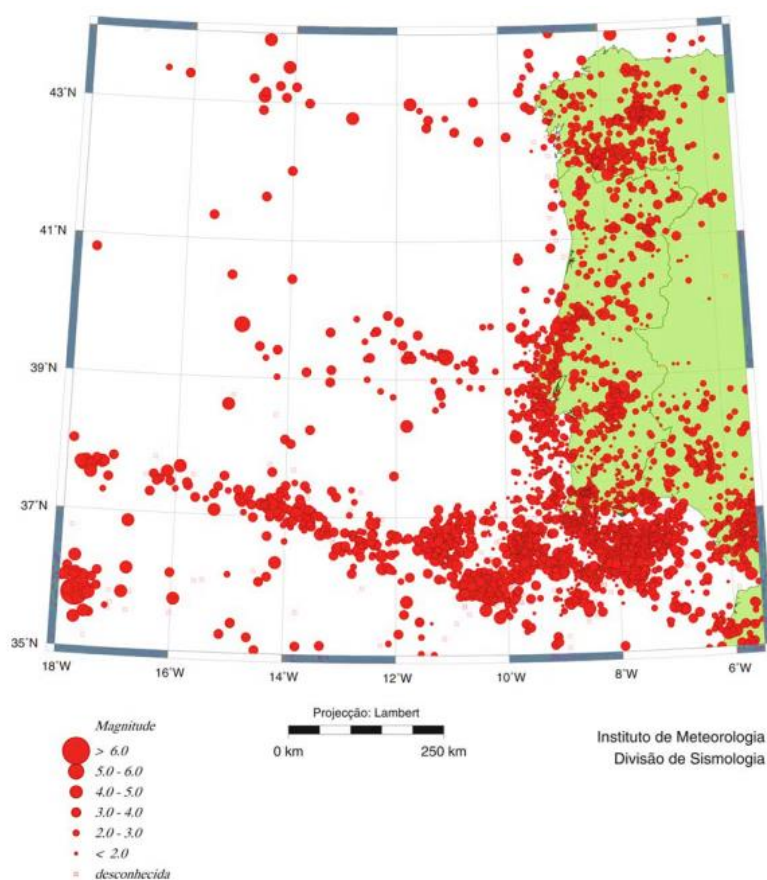 43˚N
41˚N
39˚N
37˚N
35˚N
18˚W
16˚W
14˚W
12˚W
10˚W
8˚W
6˚W
Magnitude
> 6.0
5.0 - 6.0
4.0 - 5.0
3.0 - 4.0
2.0 - 3.0
< 2.0
desconhecida
Projecção: Lambert
0 km
250 km
Instituto de Meteorologia
Divisão de Sismologia